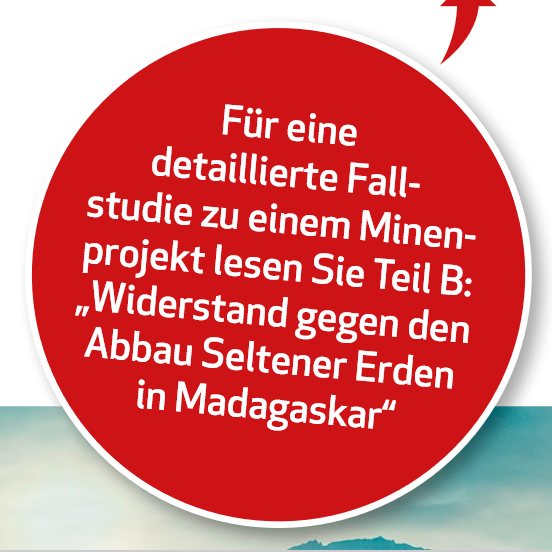 Für eine
detaillierte Fall-
studie zu einem Minen-
projekt lesen Sie Teil B:
„Widerstand gegen den
Abbau Seltener Erden
in Madagaskar“